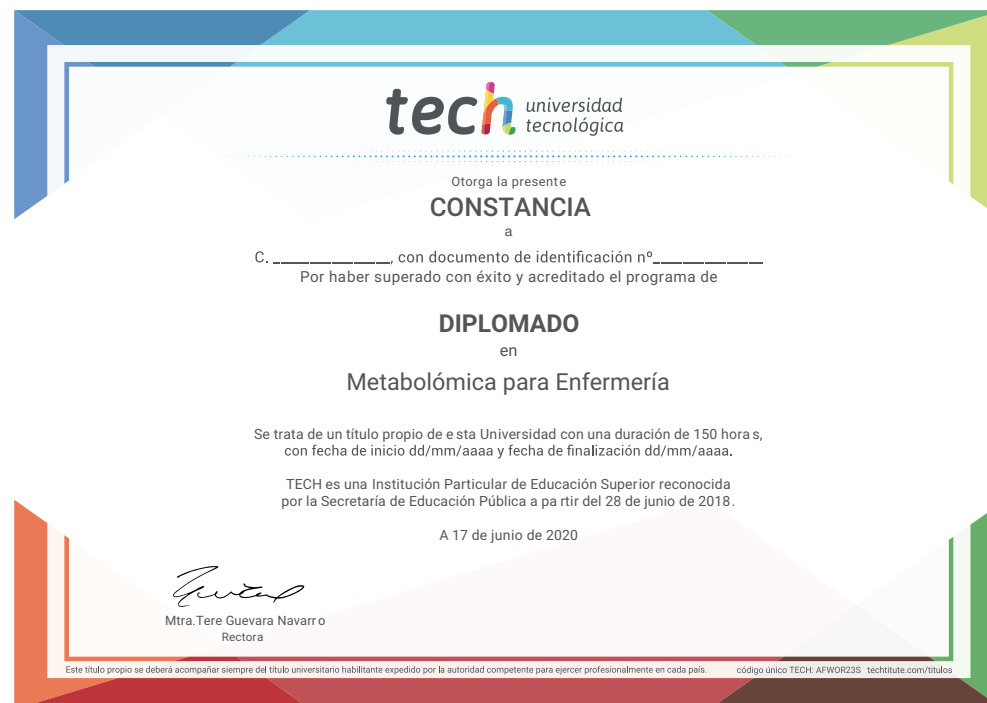 tech universidad
tecnológica
Otorga la presente
CONSTANCIA
a
C. ______________, con documento de identificación nº_____________
Por haber superado con éxito y acreditado el programa de
DIPLOMADO
en
Metabolómica para Enfermería
Se trata de un título propio de esta Universidad con una duración de 150 horas,
con fecha de inicio dd/mm/aaaa y fecha de finalización dd/mm/aaaa.
TECH es una Institución Particular de Educación Superior reconocida
por la Secretaría de Educación Pública a partir del 28 de junio de 2018.
A 17 de junio de 2020
Mtra.Tere Guevara Navarro
Rectora
Este título propio se deberá acompañar siempre del título universitario habilitante expedido por la autoridad competente para ejercer profesionalmente en cada país. código único TECH: AFWOR23S techtitute.com/titulos